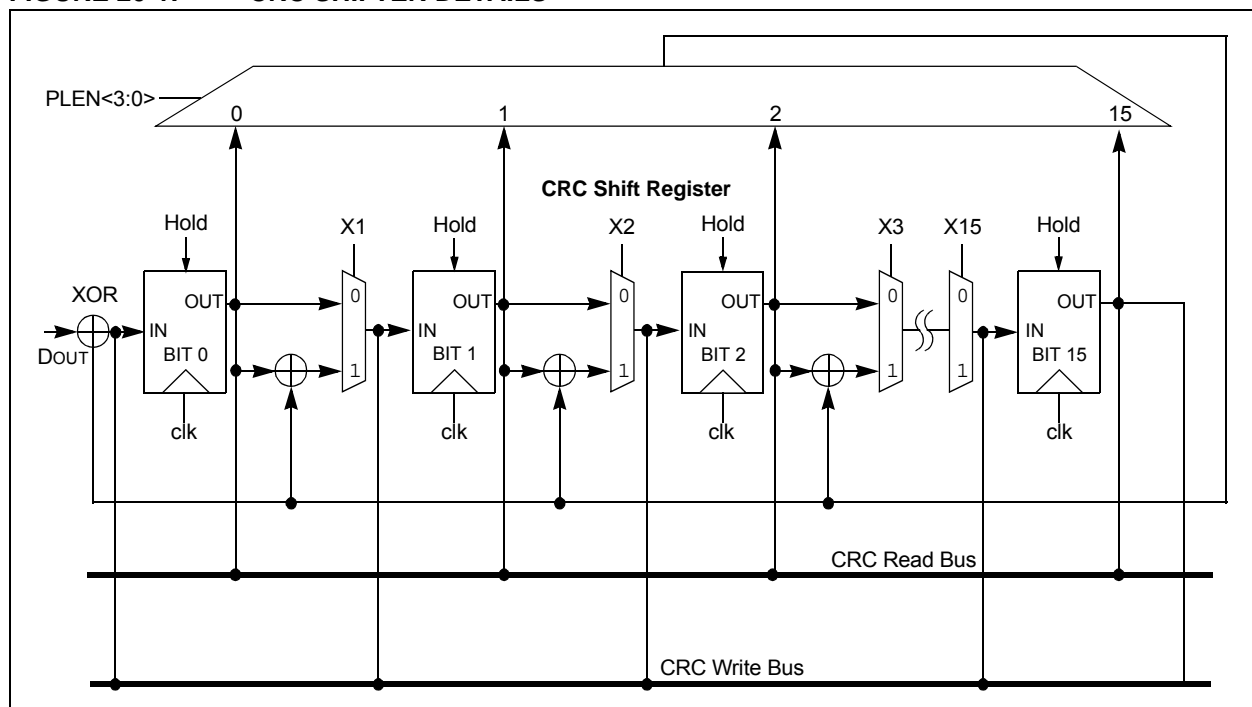 PLEN<3:0>
0 1 2 15
CRC Shift Register
Hold X1 Hold X2 Hold X3 X15 Hold
XOR
OUT 0 OUT 0 OUT 0 0 OUT
IN IN IN IN
DOUT
BIT 0 1 BIT 1 1 BIT 2 1 1 BIT 15
clk clk clk clk
CRC Read Bus
CRC Write Bus